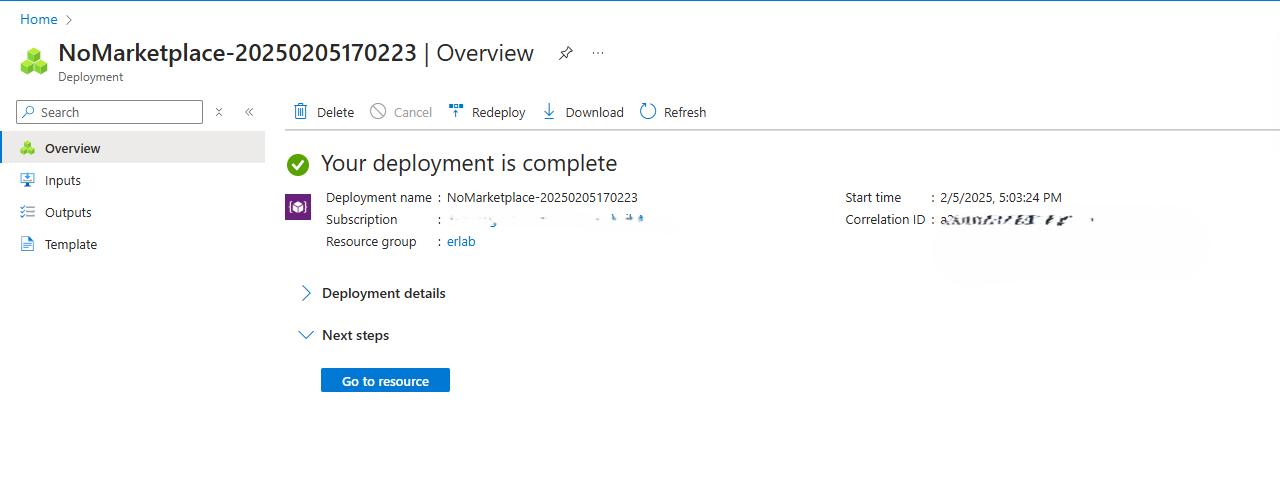 Home
NoMarketplace-20250205170223 | Overview
Deployment
Search
Delete
Cancel
Redeploy
Download
Refresh
Overview
Inputs
Outputs
Template
Your deployment is complete
Deployment name : NoMarketplace-20250205170223
Subscription :
Resource group : erlab
Start time : 2/5/2025, 5:03:24 PM
Correlation ID :
Deployment details
Next steps
Go to resource